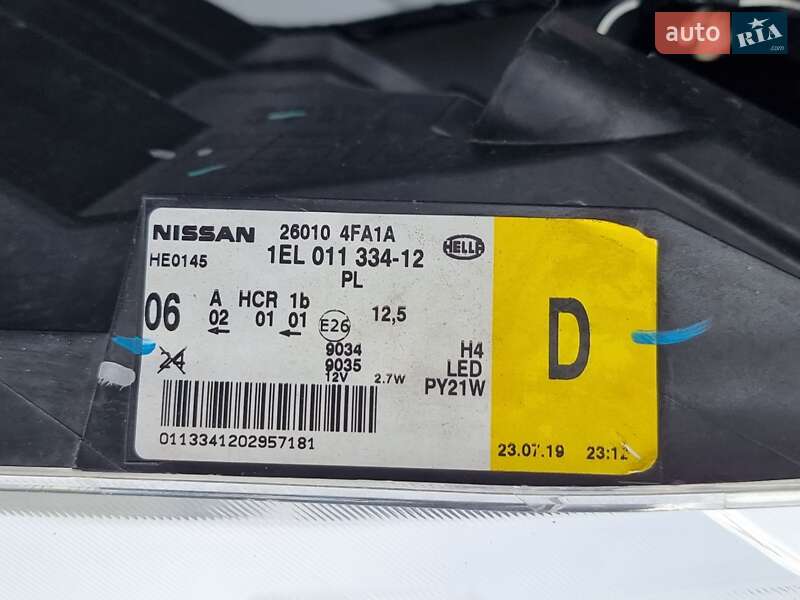 auto RIA
NISSAN 26010 4FA1A HELLA
HE0145 1EL 011 334-12
PL
06 A HCR 1b
02 01 01 E26 12,5
24 9034 H4
9035 LED
12V 2.7W PY21W
0113341202957181
D
23.07.19 23:12